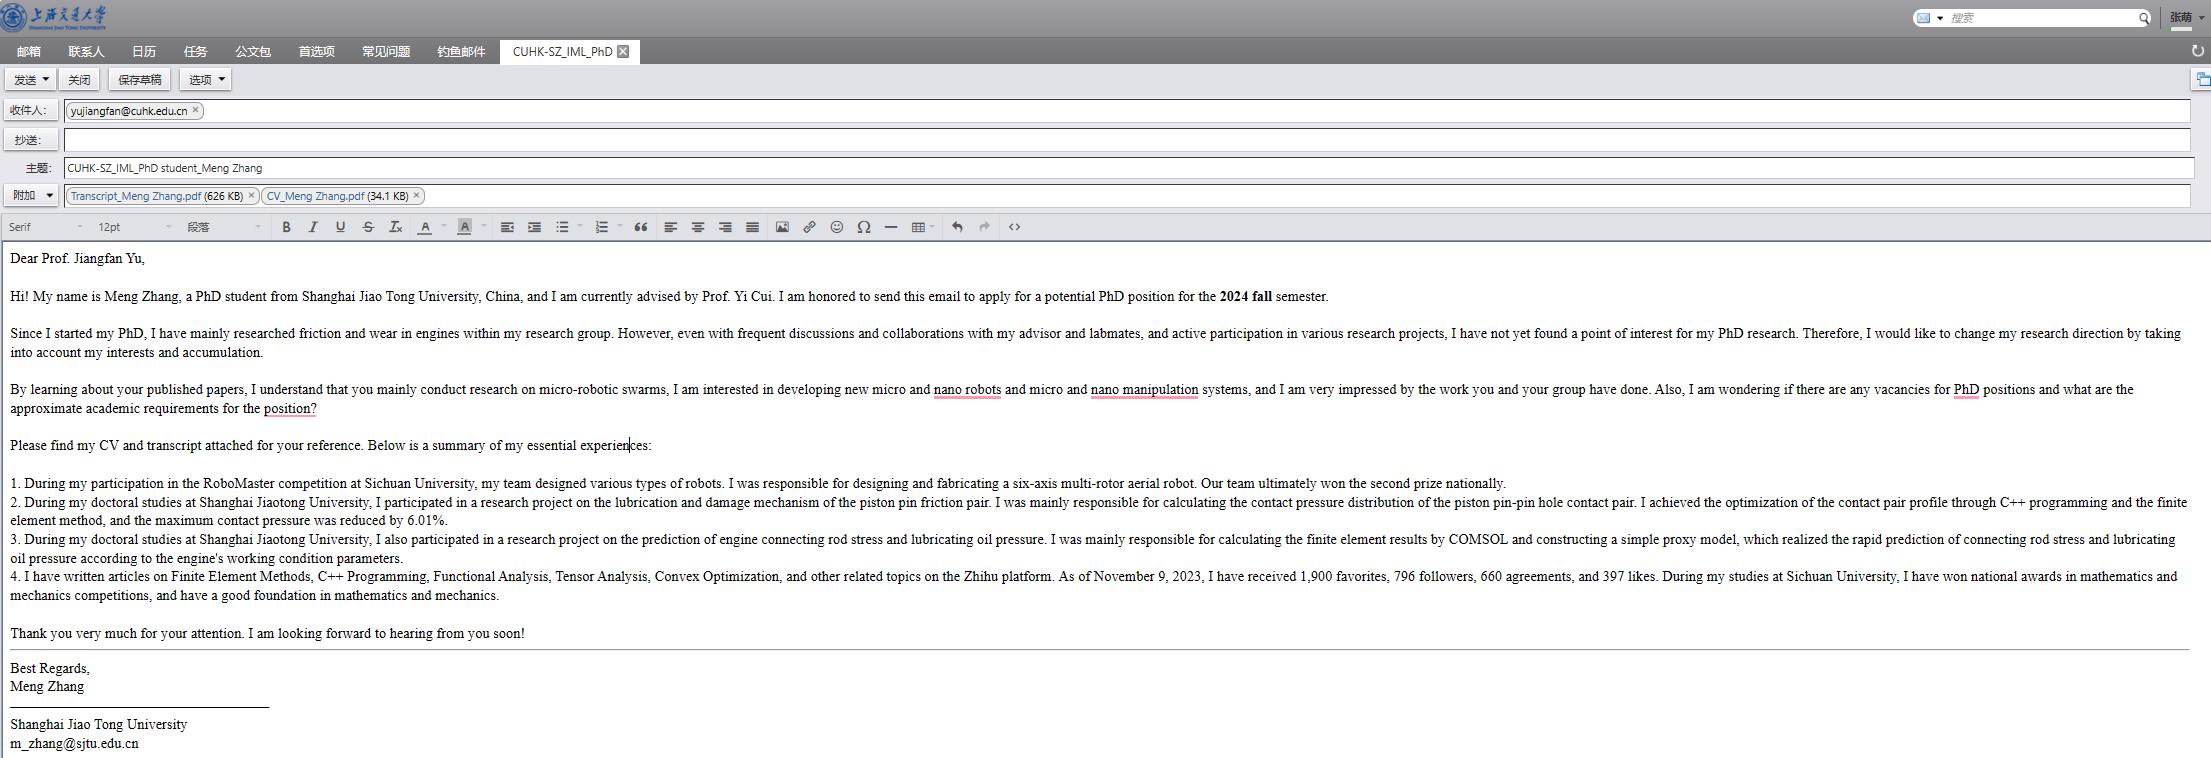 上海交通大学
SHANGHAI JIAO TONG UNIVERSITY
搜索
张萌
邮箱 联系人 日历 任务 公文包 首选项 常见问题 钓鱼邮件 CUHK-SZ_IML_PhD
发送 关闭 保存草稿 选项
收件人: yujiangfan@cuhk.edu.cn
抄送:
主题: CUHK-SZ_IML_PhD student_Meng Zhang
附加 Transcript_Meng Zhang.pdf (626 KB) CV_Meng Zhang.pdf (34.1 KB)
Serif 12pt 段落
Dear Prof. Jiangfan Yu,
Hi! My name is Meng Zhang, a PhD student from Shanghai Jiao Tong University, China, and I am currently advised by Prof. Yi Cui. I am honored to send this email to apply for a potential PhD position for the 2024 fall semester.
Since I started my PhD, I have mainly researched friction and wear in engines within my research group. However, even with frequent discussions and collaborations with my advisor and labmates, and active participation in various research projects, I have not yet found a point of interest for my PhD research. Therefore, I would like to change my research direction by taking
into account my interests and accumulation.
By learning about your published papers, I understand that you mainly conduct research on micro-robotic swarms, I am interested in developing new micro and nano robots and micro and nano manipulation systems, and I am very impressed by the work you and your group have done. Also, I am wondering if there are any vacancies for PhD positions and what are the
approximate academic requirements for the position?
Please find my CV and transcript attached for your reference. Below is a summary of my essential experiences:
1. During my participation in the RoboMaster competition at Sichuan University, my team designed various types of robots. I was responsible for designing and fabricating a six-axis multi-rotor aerial robot. Our team ultimately won the second prize nationally.
2. During my doctoral studies at Shanghai Jiaotong University, I participated in a research project on the lubrication and damage mechanism of the piston pin friction pair. I was mainly responsible for calculating the contact pressure distribution of the piston pin-pin hole contact pair. I achieved the optimization of the contact pair profile through C++ programming and the finite
element method, and the maximum contact pressure was reduced by 6.01%.
3. During my doctoral studies at Shanghai Jiaotong University, I also participated in a research project on the prediction of engine connecting rod stress and lubricating oil pressure. I was mainly responsible for calculating the finite element results by COMSOL and constructing a simple proxy model, which realized the rapid prediction of connecting rod stress and lubricating
oil pressure according to the engine's working condition parameters.
4. I have written articles on Finite Element Methods, C++ Programming, Functional Analysis, Tensor Analysis, Convex Optimization, and other related topics on the Zhihu platform. As of November 9, 2023, I have received 1,900 favorites, 796 followers, 660 agreements, and 397 likes. During my studies at Sichuan University, I have won national awards in mathematics and
mechanics competitions, and have a good foundation in mathematics and mechanics.
Thank you very much for your attention. I am looking forward to hearing from you soon!
Best Regards,
Meng Zhang
Shanghai Jiao Tong University
m_zhang@sjtu.edu.cn